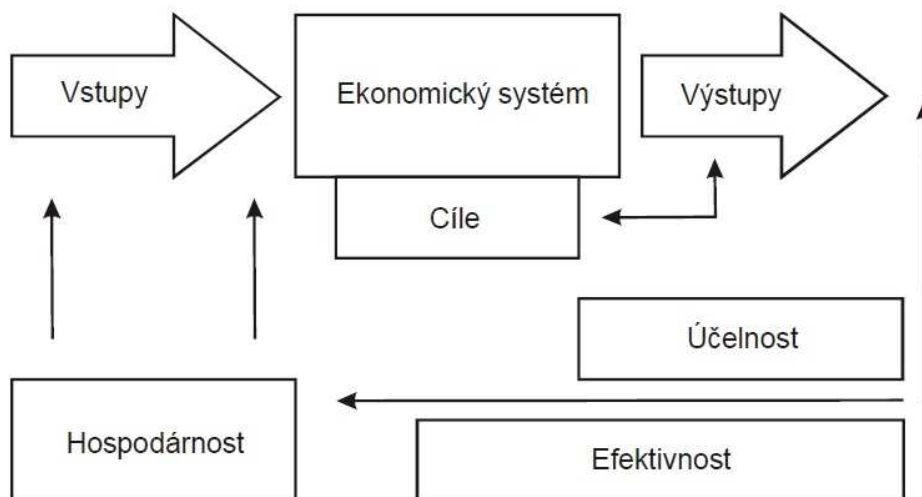 Vstupy
Ekonomický systém
Výstupy
Cíle
Účelnost
Hospodárnost
Efektivnost